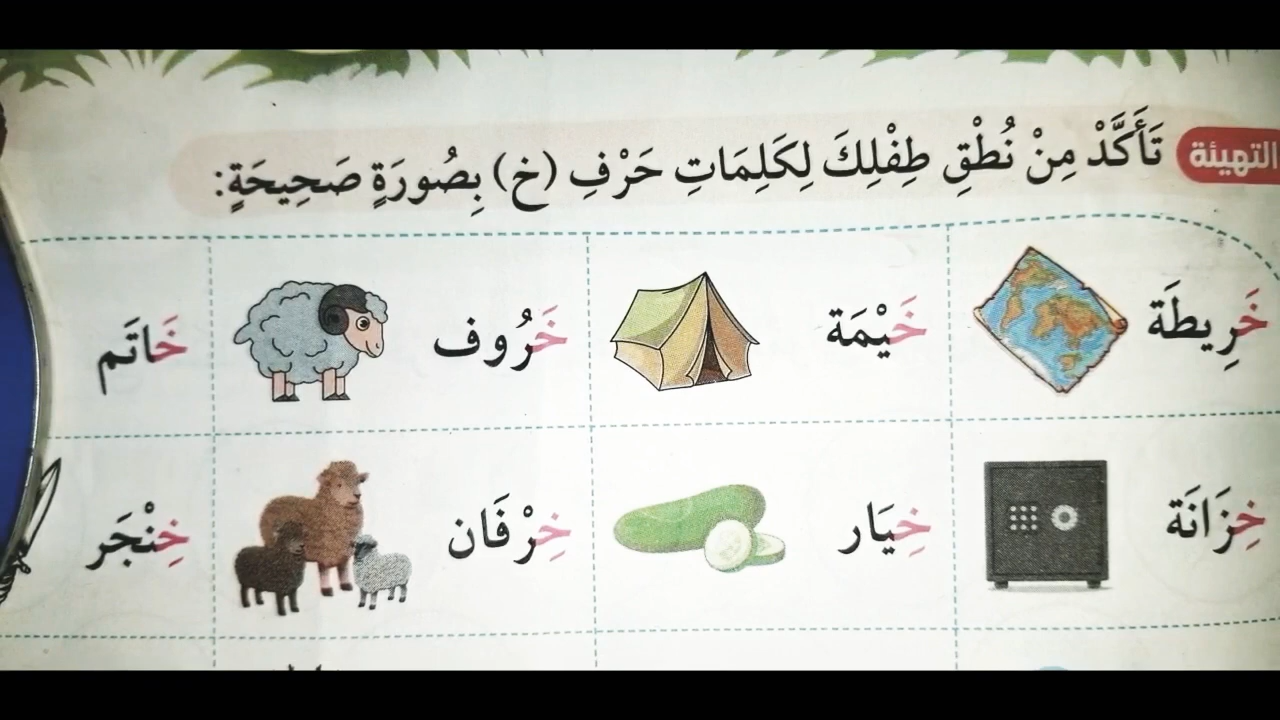 التهيئة تَأَكَّدْ مِنْ نُطْقِ طِفْلِكَ لِكَلِمَاتِ حَرْفِ (خ) بِصُورَةٍ صَحِيحَةٍ:
خَرِيطَة خَيْمَة خَرُوف خَاتَم
خِزَانَة خِيَار خِرْفَان خِنْجَر